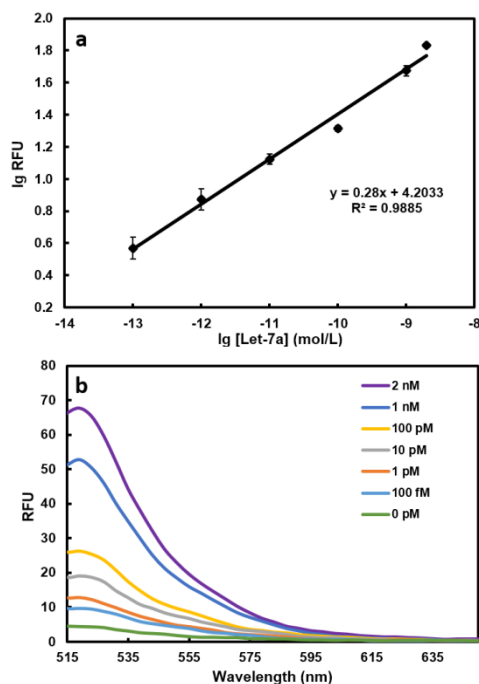 a
lg RFU
2.0
1.8
1.6
1.4
1.2
1.0
0.8
0.6
0.4
0.2
y = 0.28x + 4.2033
R² = 0.9885
-14 -13 -12 -11 -10 -9 -8
lg [Let-7a] (mol/L)
b
RFU
80
70
60
50
40
30
20
10
0
2 nM
1 nM
100 pM
10 pM
1 pM
100 fM
0 pM
515 535 555 575 595 615 635
Wavelength (nm)